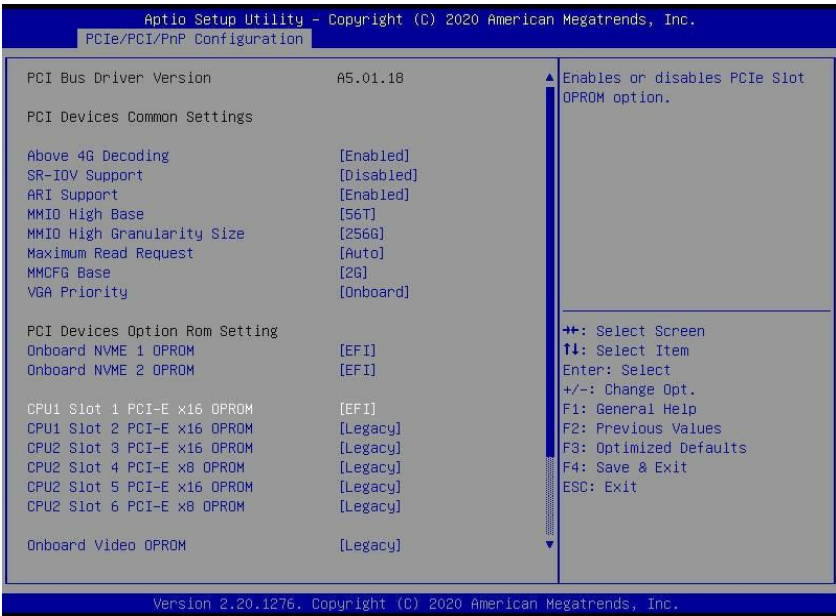 Aptio Setup Utility – Copyright (C) 2020 American Megatrends, Inc.
PCIe/PCI/PnP Configuration
PCI Bus Driver Version A5.01.18
PCI Devices Common Settings
Above 4G Decoding [Enabled]
SR-IOV Support [Disabled]
ARI Support [Enabled]
MMIO High Base [56T]
MMIO High Granularity Size [256G]
Maximum Read Request [Auto]
MMCFG Base [2G]
VGA Priority [Onboard]
PCI Devices Option Rom Setting
Onboard NVME 1 OPROM [EFI]
Onboard NVME 2 OPROM [EFI]
CPU1 Slot 1 PCI-E x16 OPROM [EFI]
CPU1 Slot 2 PCI-E x16 OPROM [Legacy]
CPU2 Slot 3 PCI-E x16 OPROM [Legacy]
CPU2 Slot 4 PCI-E x8 OPROM [Legacy]
CPU2 Slot 5 PCI-E x16 OPROM [Legacy]
CPU2 Slot 6 PCI-E x8 OPROM [Legacy]
Onboard Video OPROM [Legacy]
Enables or disables PCIe Slot
OPROM option.
→←: Select Screen
↑↓: Select Item
Enter: Select
+/-: Change Opt.
F1: General Help
F2: Previous Values
F3: Optimized Defaults
F4: Save & Exit
ESC: Exit
Version 2.20.1276. Copyright (C) 2020 American Megatrends, Inc.